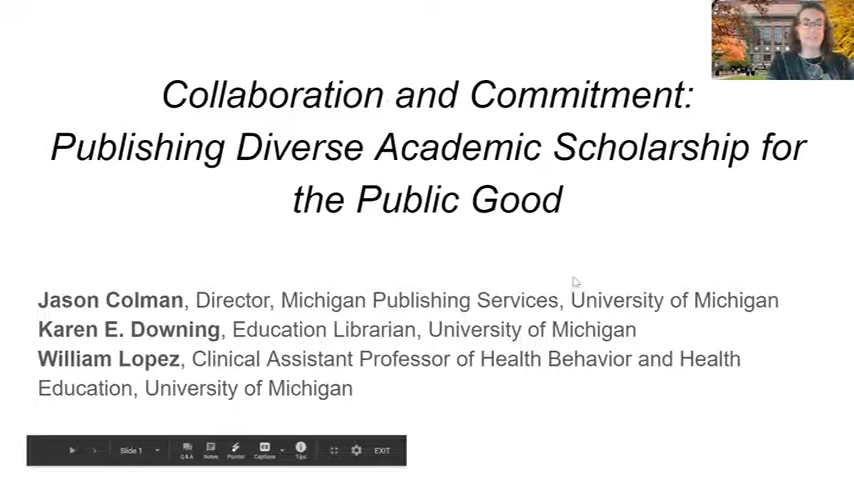 Collaboration and Commitment:
Publishing Diverse Academic Scholarship for
the Public Good
Jason Colman, Director, Michigan Publishing Services, University of Michigan
Karen E. Downing, Education Librarian, University of Michigan
William Lopez, Clinical Assistant Professor of Health Behavior and Health
Education, University of Michigan
Slide 1 Q&A Notes Pointer Captions Tips EXIT